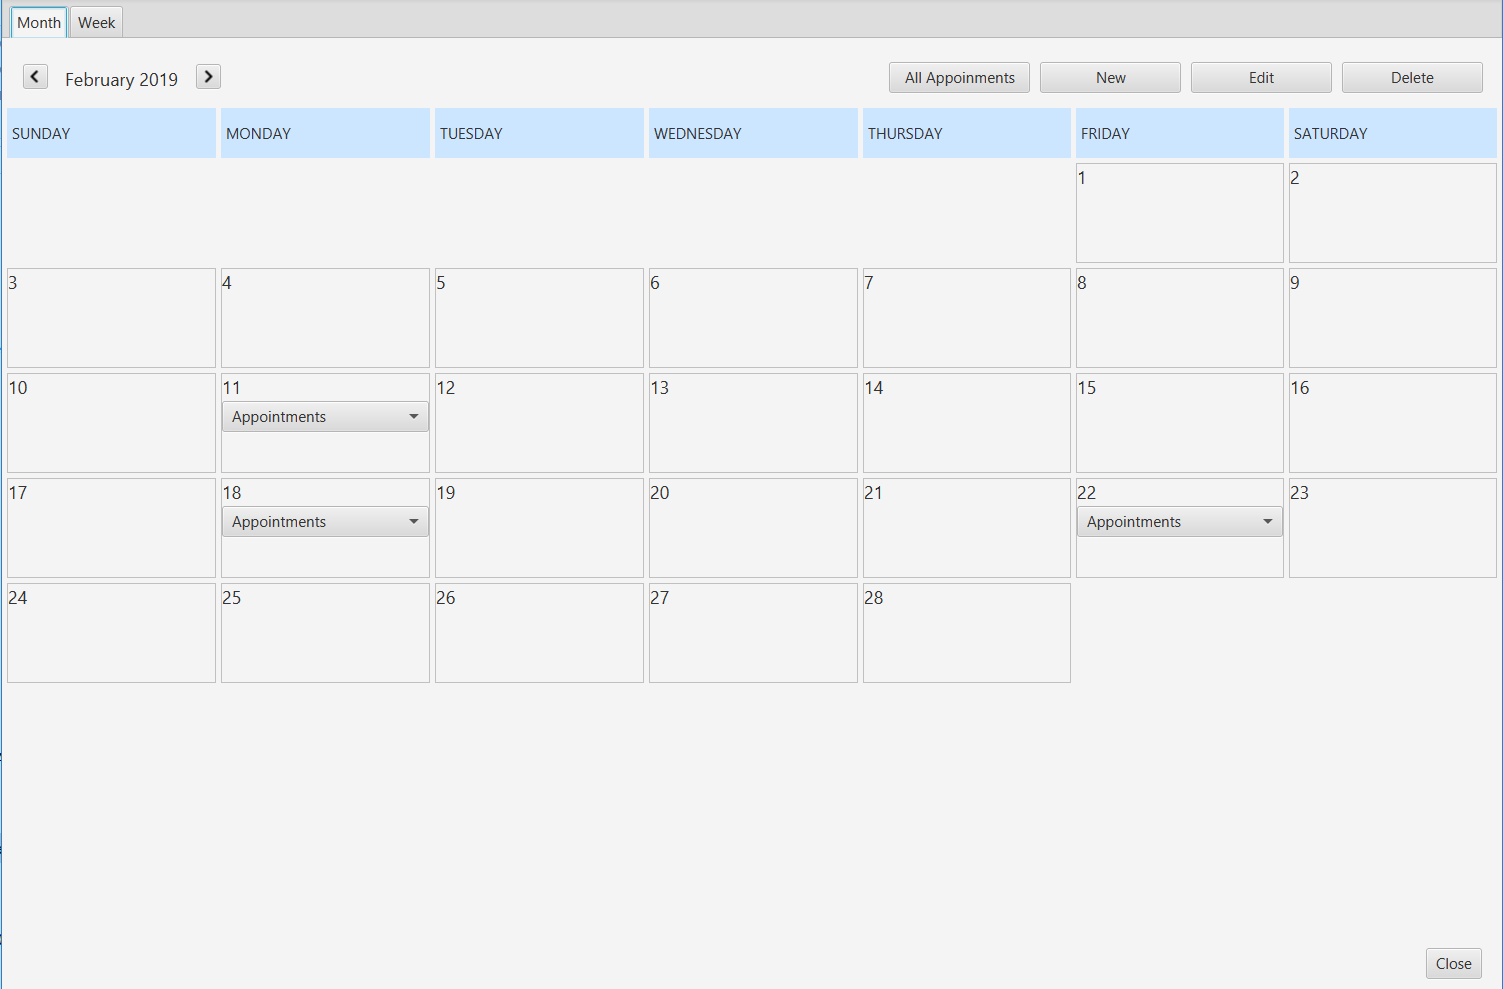 Month Week
February 2019 All Appoinments New Edit Delete
SUNDAY MONDAY TUESDAY WEDNESDAY THURSDAY FRIDAY SATURDAY
1 2
3 4 5 6 7 8 9
10 11 12 13 14 15 16
Appointments
17 18 19 20 21 22 23
Appointments Appointments
24 25 26 27 28
Close